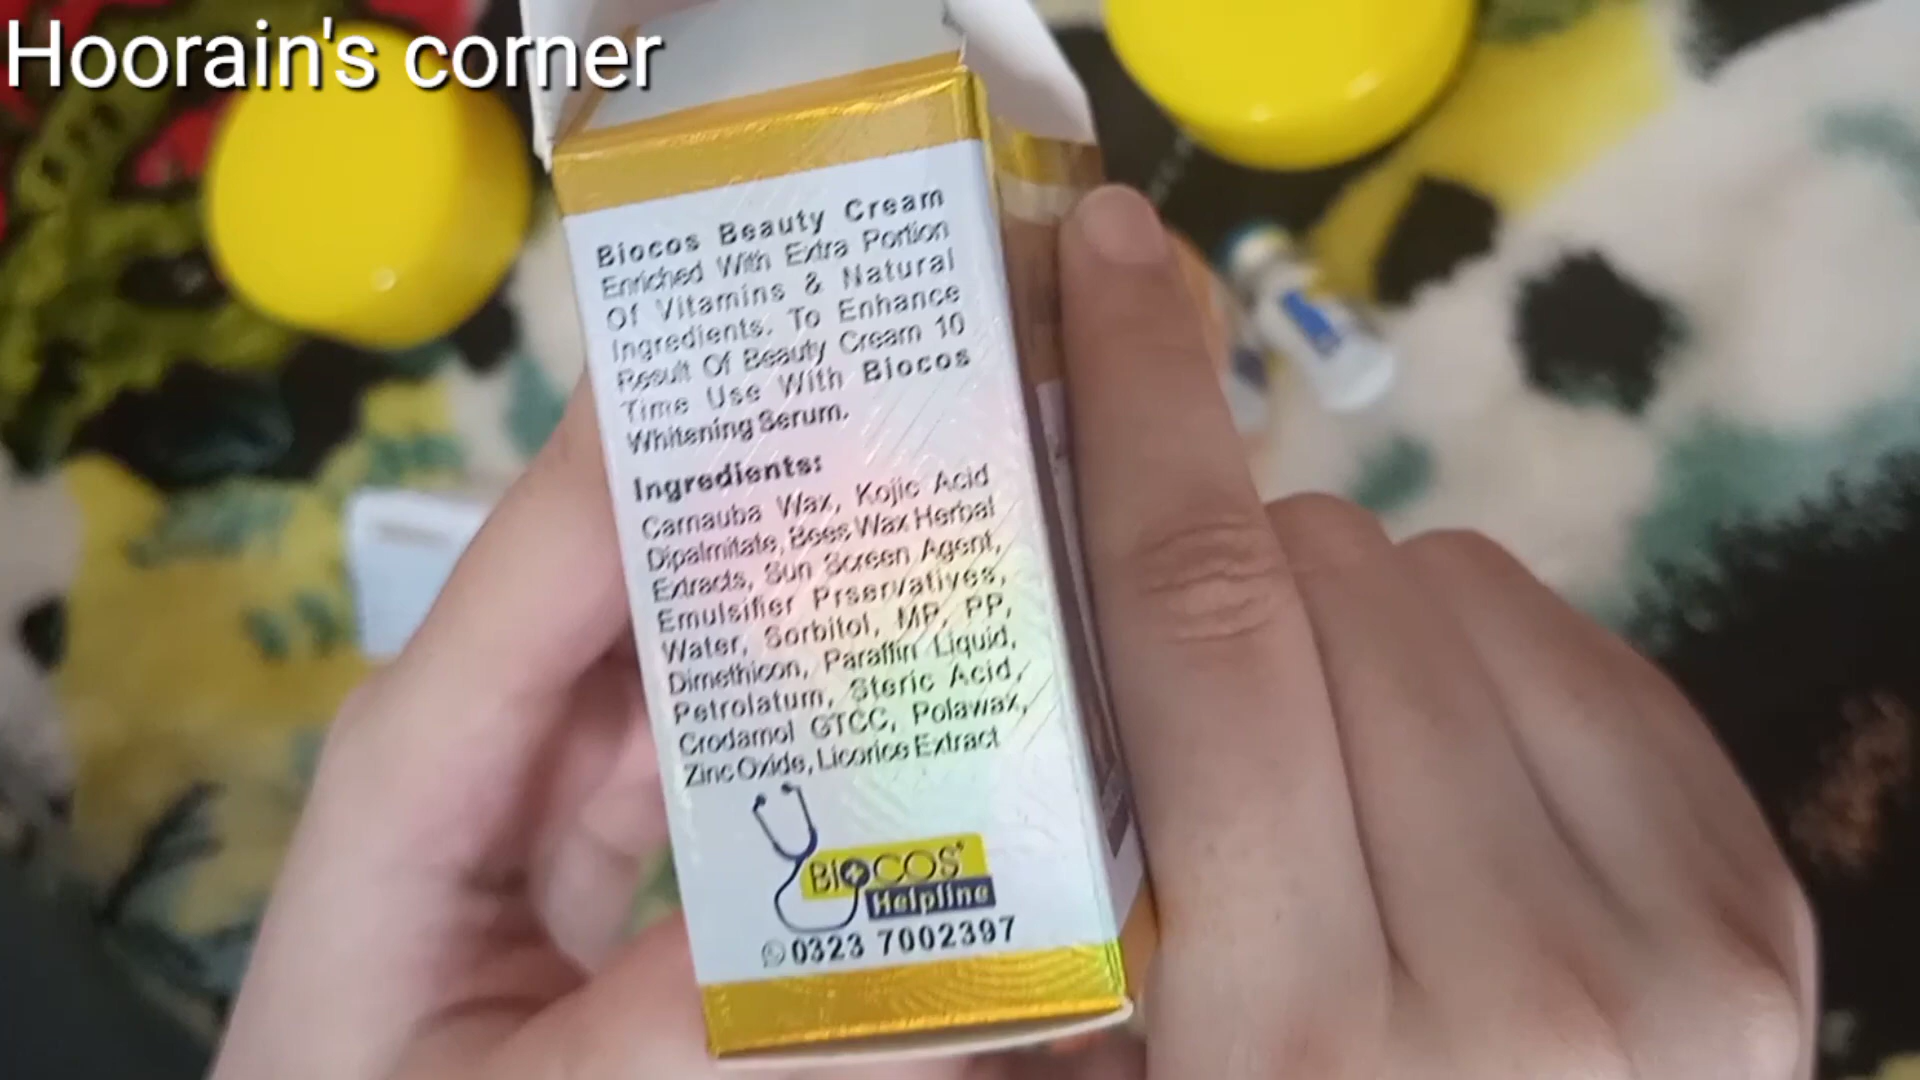 Hoorain's corner
Biocos Beauty Cream
Enriched With Extra Portion
Of Vitamins & Natural
Ingredients. To Enhance
Result Of Beauty Cream 10
Time Use With Biocos
Whitening Serum.
Ingredients:
Carnauba Wax, Kojic Acid
Dipalmitate, Bees Wax Herbal
Extracts, Sun Screen Agent,
Emulsifier Prservatives,
Water, Sorbitol, MP, PP,
Dimethicon, Paraffin Liquid,
Petrolatum, Steric Acid,
Crodamol GTCC, Polawax,
Zinc Oxide, Licorice Extract
BIOCOS
Helpline
0323 7002397